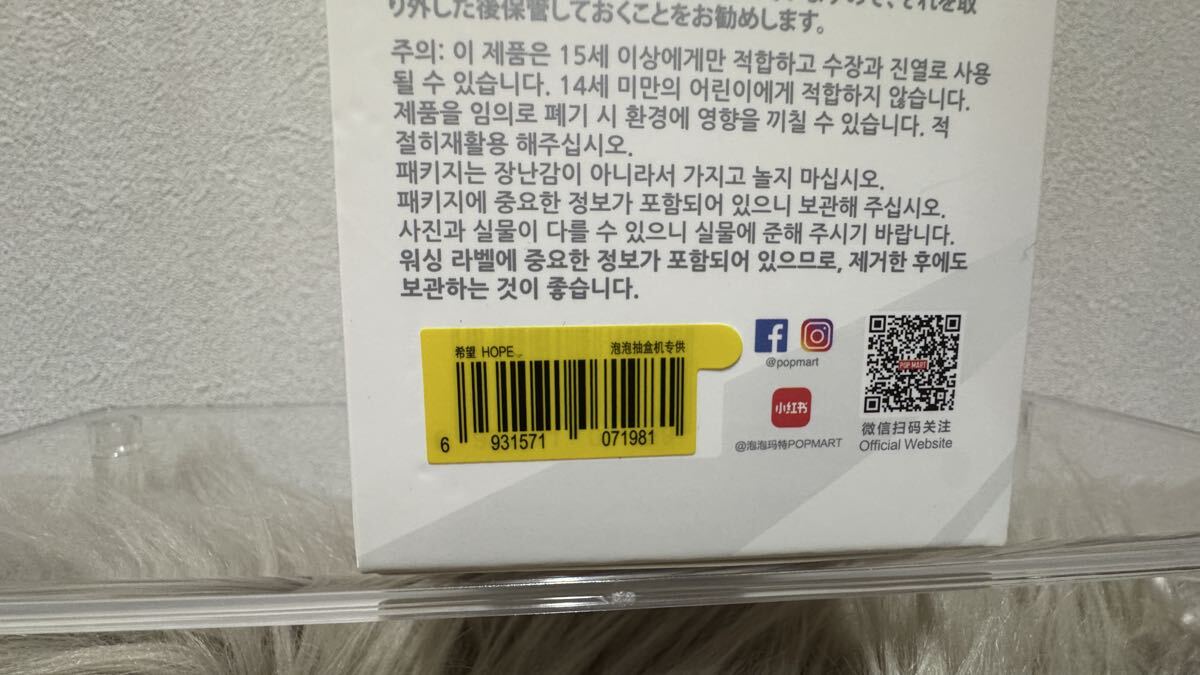 り外した後保管しておくことをお勧めします。
주의: 이 제품은 15세 이상에게만 적합하고 수장과 진열로 사용
될 수 있습니다. 14세 미만의 어린이에게 적합하지 않습니다.
제품을 임의로 폐기 시 환경에 영향을 끼칠 수 있습니다. 적
절히재활용 해주십시오.
패키지는 장난감이 아니라서 가지고 놀지 마십시오.
패키지에 중요한 정보가 포함되어 있으니 보관해 주십시오.
사진과 실물이 다를 수 있으니 실물에 준해 주시기 바랍니다.
워싱 라벨에 중요한 정보가 포함되어 있으므로, 제거한 후에도
보관하는 것이 좋습니다.
希望 HOPE 泡泡抽盒机专供
6 931571 071981
@popmart
小红书
@泡泡玛特POPMART
POP MART
微信扫码关注
Official Website